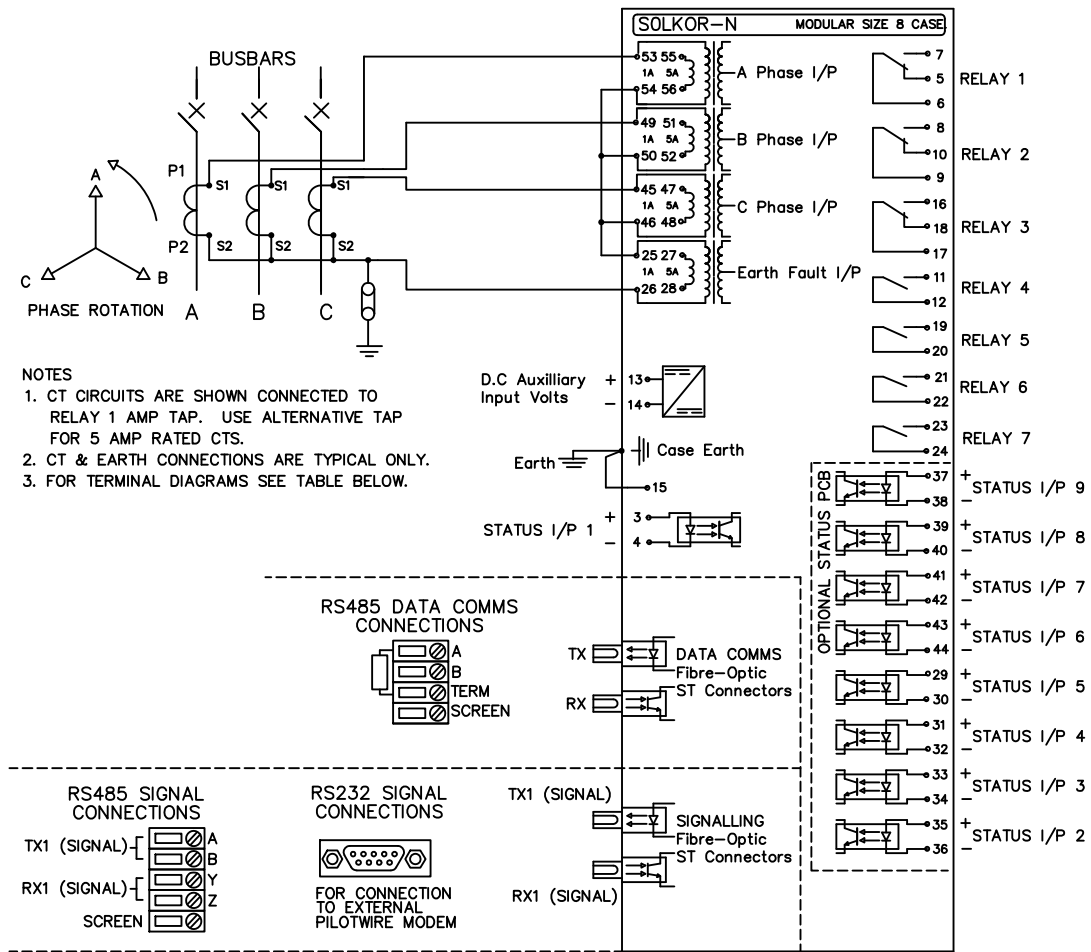 SOLKOR-N MODULAR SIZE 8 CASE
BUSBARS
A
C
B
PHASE ROTATION
P1
P2
S1
S1
S1
S2
S2
S2
A
B
C
53 55
1A 5A
54 56
A Phase I/P
49 51
1A 5A
50 52
B Phase I/P
45 47
1A 5A
46 48
C Phase I/P
25 27
1A 5A
26 28
Earth Fault I/P
7
5
6
RELAY 1
8
10
9
RELAY 2
16
18
17
RELAY 3
11
12
RELAY 4
19
20
RELAY 5
21
22
RELAY 6
23
24
RELAY 7
NOTES
1. CT CIRCUITS ARE SHOWN CONNECTED TO
RELAY 1 AMP TAP. USE ALTERNATIVE TAP
FOR 5 AMP RATED CTS.
2. CT & EARTH CONNECTIONS ARE TYPICAL ONLY.
3. FOR TERMINAL DIAGRAMS SEE TABLE BELOW.
D.C Auxilliary
Input Volts
+ 13
− 14
Earth
Case Earth
15
STATUS I/P 1
+ 3
− 4
OPTIONAL STATUS PCB
37 +
38 −
STATUS I/P 9
39 +
40 −
STATUS I/P 8
41 +
42 −
STATUS I/P 7
43 +
44 −
STATUS I/P 6
29 +
30 −
STATUS I/P 5
31 +
32 −
STATUS I/P 4
33 +
34 −
STATUS I/P 3
35 +
36 −
STATUS I/P 2
RS485 DATA COMMS
CONNECTIONS
A
B
TERM
SCREEN
TX
RX
DATA COMMS
Fibre-Optic
ST Connectors
RS485 SIGNAL
CONNECTIONS
TX1 (SIGNAL)
RX1 (SIGNAL)
SCREEN
A
B
Y
Z
RS232 SIGNAL
CONNECTIONS
FOR CONNECTION
TO EXTERNAL
PILOTWIRE MODEM
TX1 (SIGNAL)
RX1 (SIGNAL)
SIGNALLING
Fibre-Optic
ST Connectors